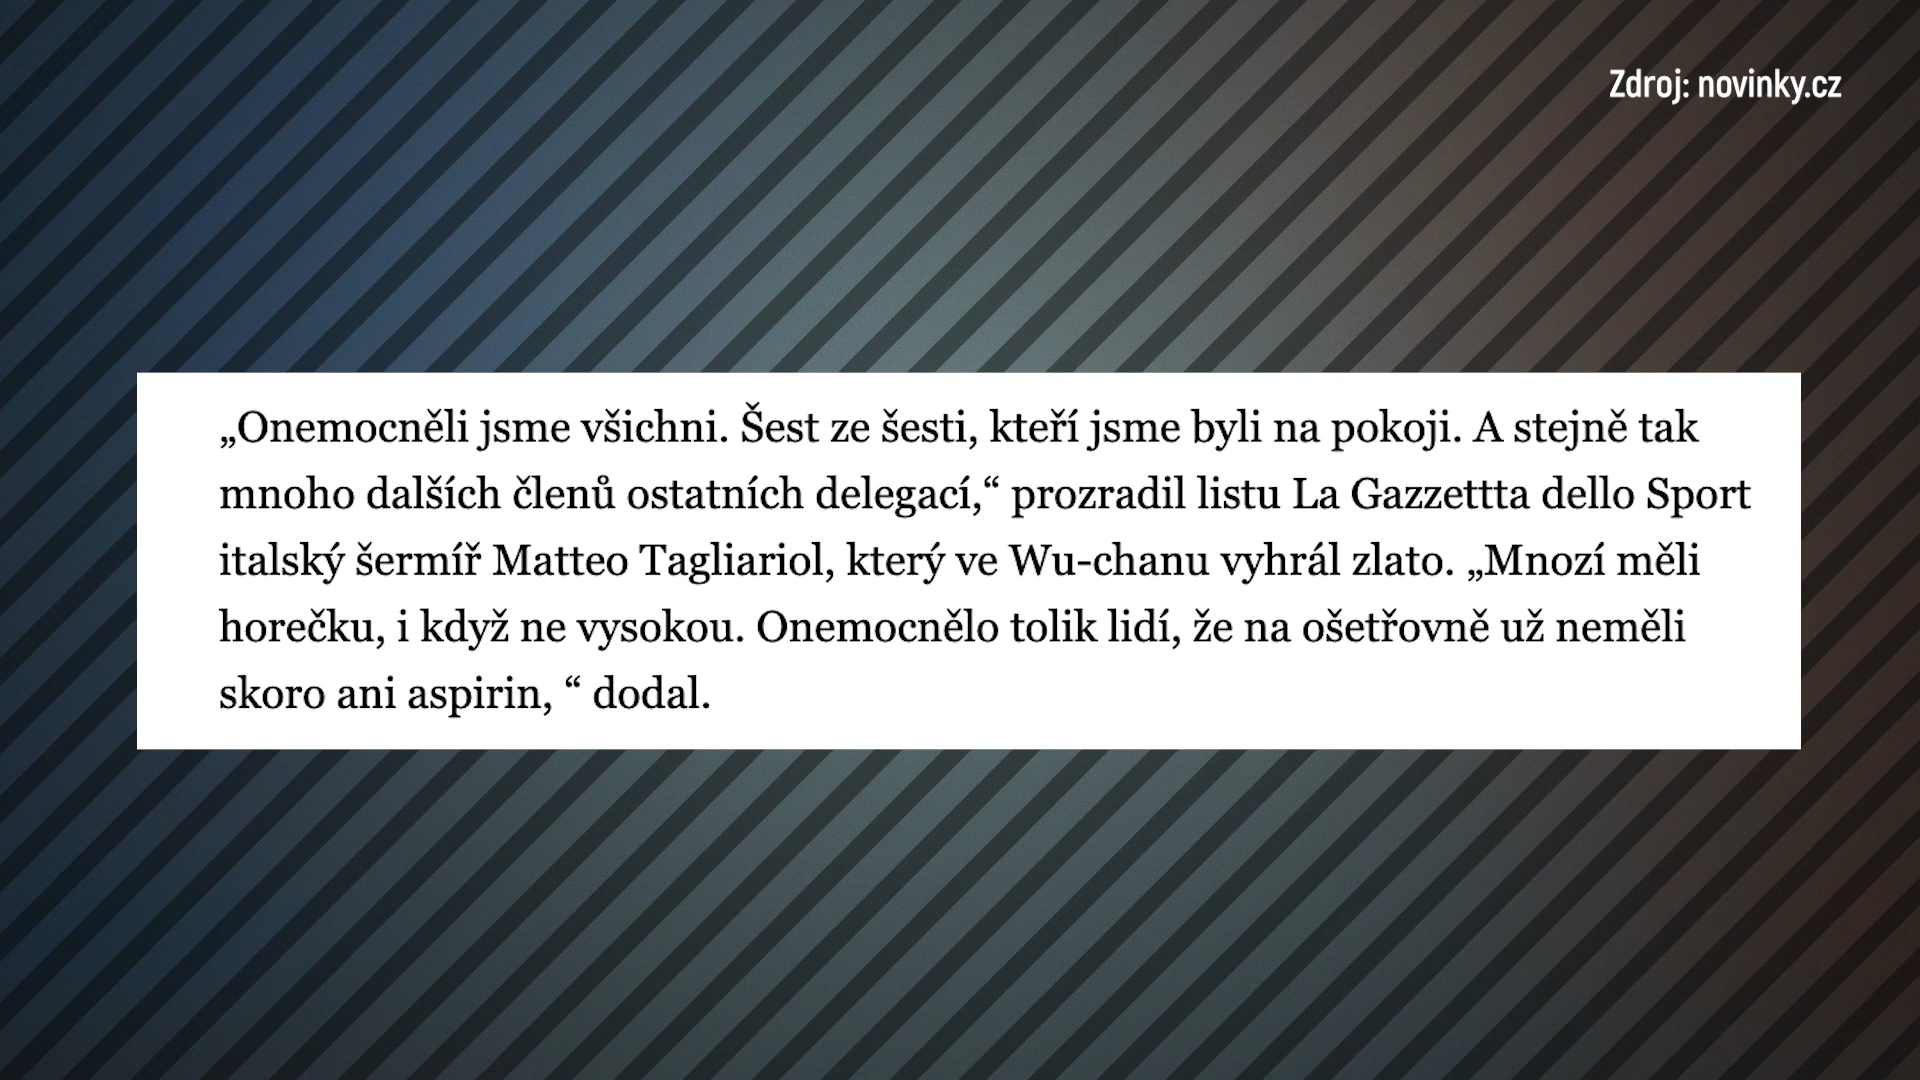 Zdroj: novinky.cz
„Onemocněli jsme všichni. Šest ze šesti, kteří jsme byli na pokoji. A stejně tak
mnoho dalších členů ostatních delegací,“ prozradil listu La Gazzettta dello Sport
italský šermíř Matteo Tagliariol, který ve Wu-chanu vyhrál zlato. „Mnozí měli
horečku, i když ne vysokou. Onemocnělo tolik lidí, že na ošetřovně už neměli
skoro ani aspirin, “ dodal.